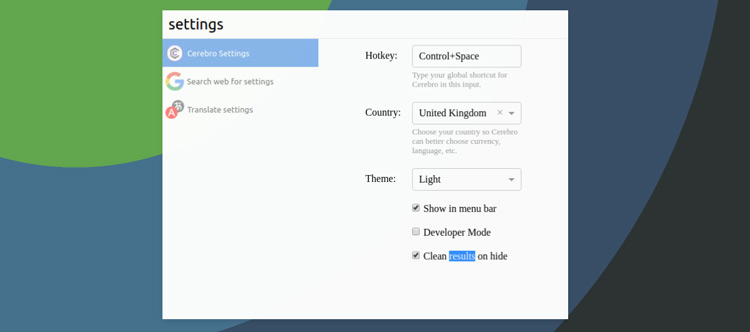 settings
Cerebro Settings
Search web for settings
Translate settings
Hotkey: Control+Space
Type your global shortcut for
Cerebro in this input.
Country: United Kingdom ×
Choose your country so Cerebro
can better choose currency,
language, etc.
Theme: Light
Show in menu bar
Developer Mode
Clean results on hide